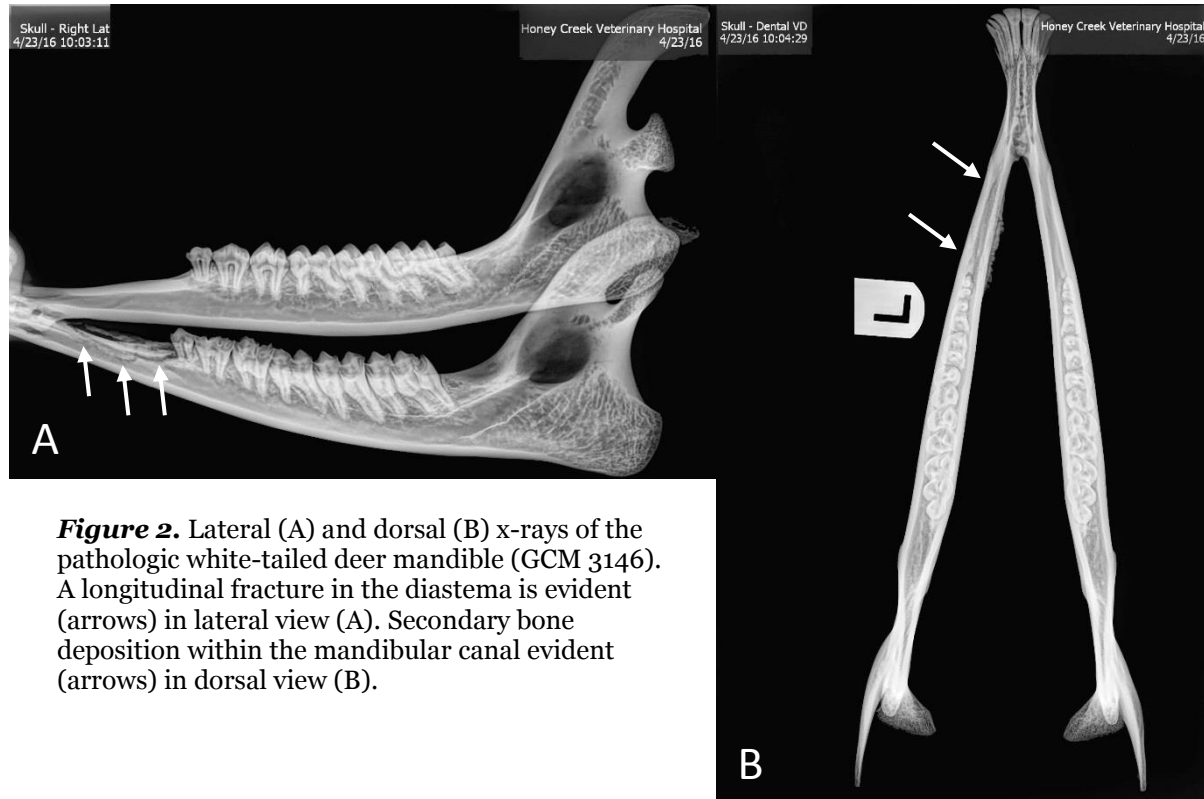 Skull - Right Lat
4/23/16 10:03:11
Honey Creek Veterinary Hospital
4/23/16
A
Skull - Dental VD
4/23/16 10:04:29
Honey Creek Veterinary Hospital
4/23/16
L
B
Figure 2. Lateral (A) and dorsal (B) x-rays of the
pathologic white-tailed deer mandible (GCM 3146).
A longitudinal fracture in the diastema is evident
(arrows) in lateral view (A). Secondary bone
deposition within the mandibular canal evident
(arrows) in dorsal view (B).